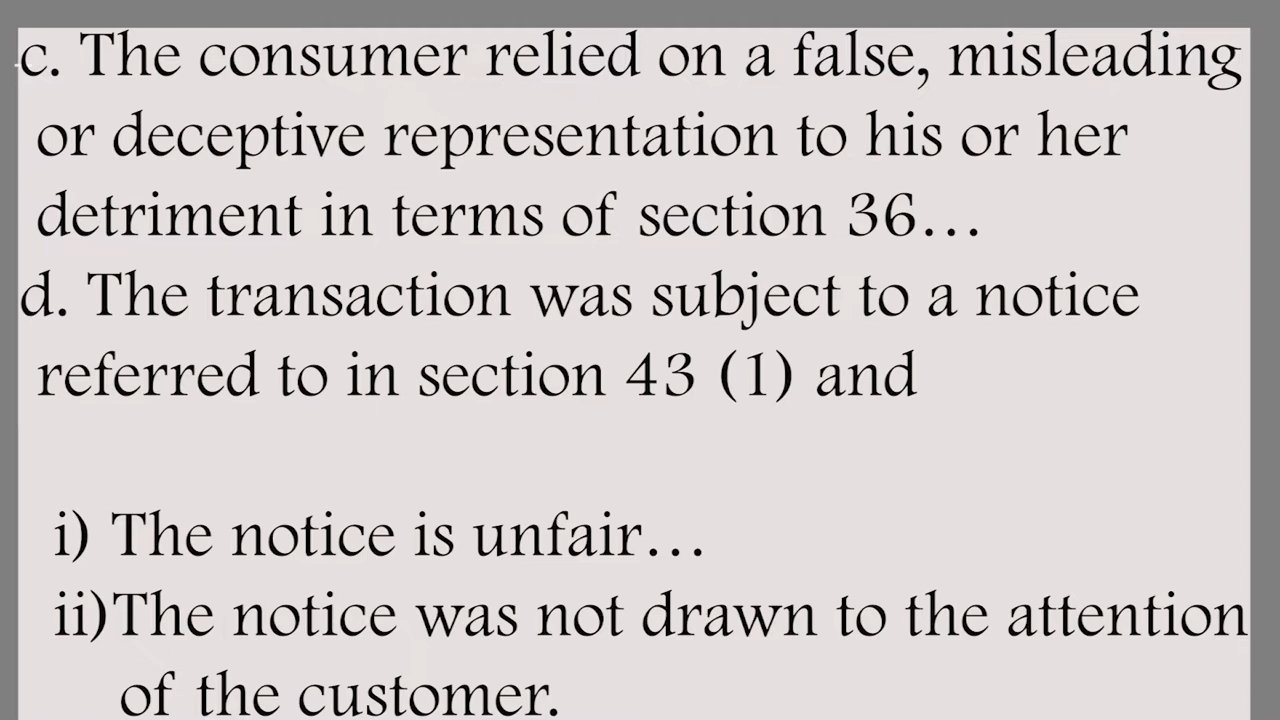 c. The consumer relied on a false, misleading
or deceptive representation to his or her
detriment in terms of section 36...
d. The transaction was subject to a notice
referred to in section 43 (1) and
i) The notice is unfair...
ii)The notice was not drawn to the attention
of the customer.